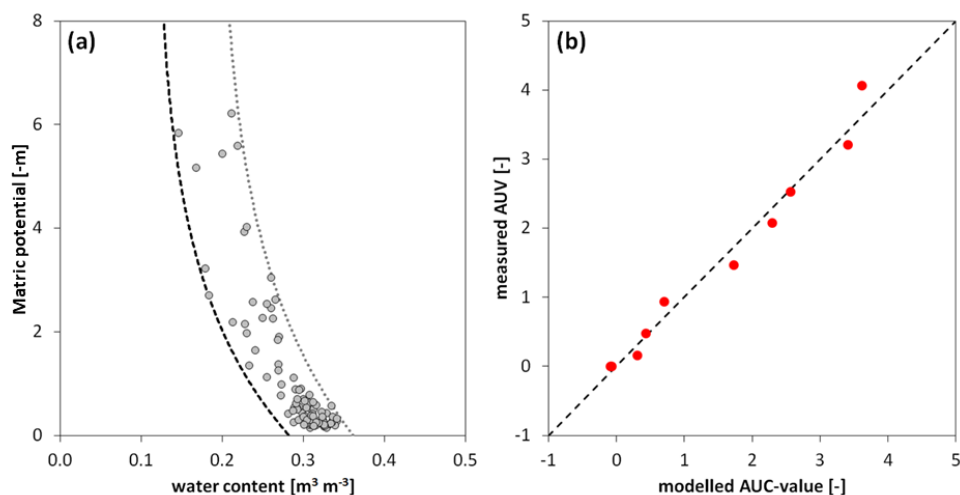 (a)
Matric potential [-m]
8
6
4
2
0
0.0 0.1 0.2 0.3 0.4 0.5
water content [m³ m⁻³]
(b)
measured AUV [-]
5
4
3
2
1
0
-1
-1 0 1 2 3 4 5
modelled AUC-value [-]